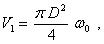 V₁ = πD²/4 ω₀ ,